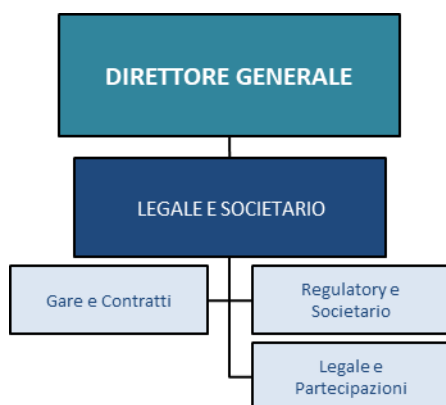 DIRETTORE GENERALE
LEGALE E SOCIETARIO
Gare e Contratti
Regulatory e
Societario
Legale e
Partecipazioni